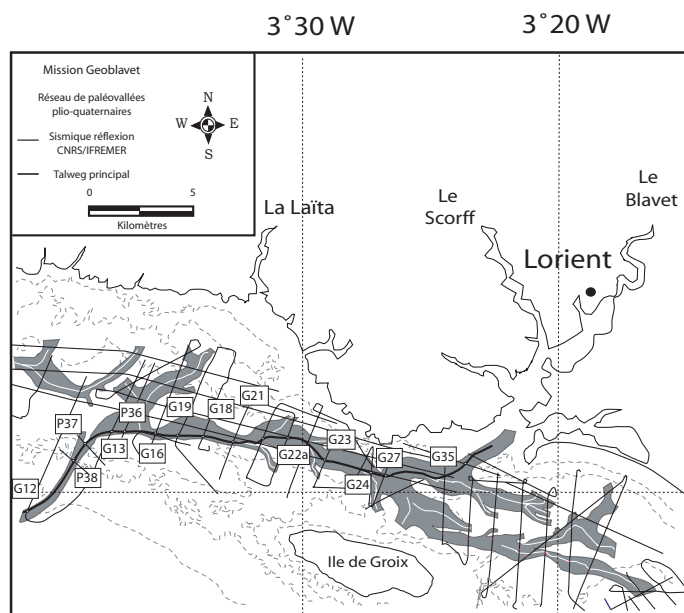 3˚30 W
3˚20 W
Mission Geoblavet
Réseau de paléovallées
plio-quaternaires
Sismique réflexion
CNRS/IFREMER
Talweg principal
N
W
E
S
0
5
Kilomètres
La Laïta
Le
Scorff
Le
Blavet
Lorient
G21
G19
G18
P36
P37
G23
G27
G35
G13
G16
G22a
G12
P38
G24
Ile de Groix